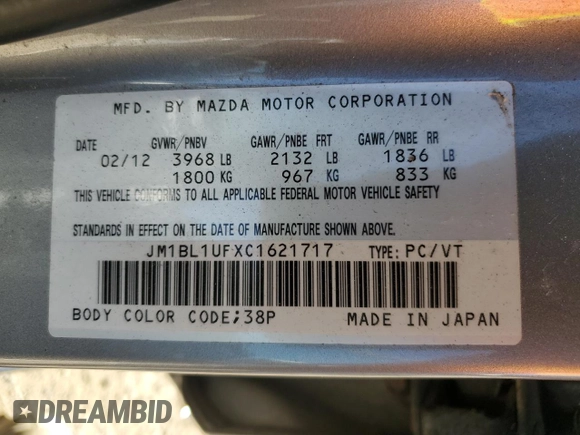 MFD. BY MAZDA MOTOR CORPORATION
DATE GVWR/PNBV GAWR/PNBE FRT GAWR/PNBE RR
02/12 3968 LB 2132 LB 1836 LB
1800 KG 967 KG 833 KG
THIS VEHICLE CONFORMS TO ALL APPLICABLE FEDERAL MOTOR VEHICLE SAFETY
STANDARDS IN EFFECT ON THE DATE OF MANUFACTURE SHOWN ABOVE.
JM1BL1UFXC1621717 TYPE: PC/VT
BODY COLOR CODE;38P MADE IN JAPAN
DREAMBID